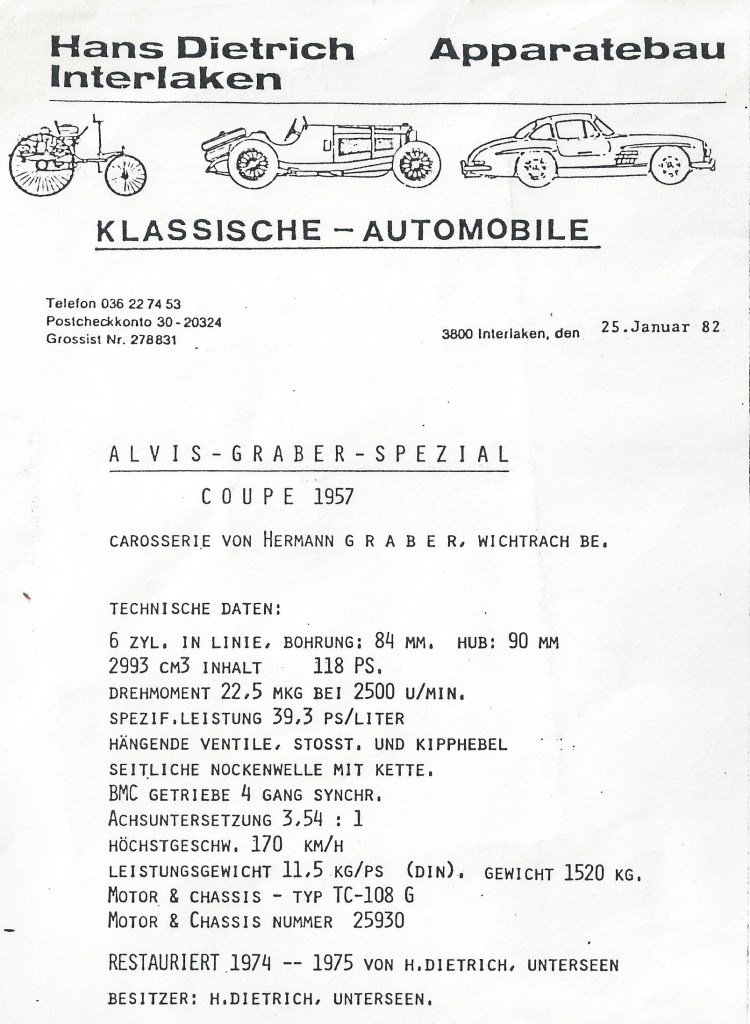 Hans Dietrich Apparatebau
Interlaken
KLASSISCHE – AUTOMOBILE
Telefon 036 22 74 53
Postcheckkonto 30 - 20324
Grossist Nr. 278831
3800 Interlaken, den 25.Januar 82
ALVIS-GRABER-SPEZIAL
COUPE 1957
CAROSSERIE VON HERMANN GRABER, WICHTRACH BE.
TECHNISCHE DATEN:
6 ZYL. IN LINIE, BOHRUNG: 84 MM. HUB: 90 MM
2993 CM3 INHALT 118 PS.
DREHMOMENT 22,5 MKG BEI 2500 U/MIN.
SPEZIF.LEISTUNG 39,3 PS/LITER
HÄNGENDE VENTILE, STOSST. UND KIPPHEBEL
SEITLICHE NOCKENWELLE MIT KETTE.
BMC GETRIEBE 4 GANG SYNCHR.
ACHSUNTERSETZUNG 3,54 : 1
HÖCHSTGESCHW. 170 KM/H
LEISTUNGSGEWICHT 11,5 KG/PS (DIN). GEWICHT 1520 KG.
MOTOR & CHASSIS - TYP TC-108 G
MOTOR & CHASSIS NUMMER 25930
RESTAURIERT 1974 -- 1975 VON H.DIETRICH, UNTERSEEN
BESITZER: H.DIETRICH, UNTERSEEN.